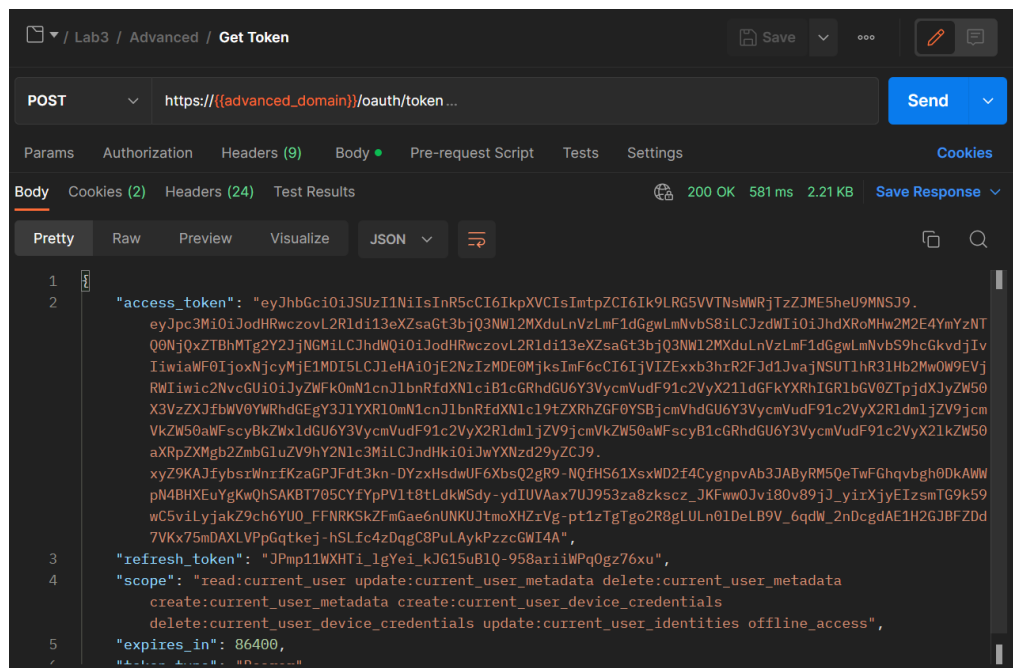 / Lab3 / Advanced / Get Token
Save
POST
https://{{advanced_domain}}/oauth/token ...
Send
Params Authorization Headers (9) Body Pre-request Script Tests Settings Cookies
Body Cookies (2) Headers (24) Test Results 200 OK 581 ms 2.21 KB Save Response
Pretty Raw Preview Visualize JSON
1 {
2 "access_token": "eyJhbGciOiJSUzI1NiIsInR5cCI6IkpXVCIsImtpZCI6Ik9LRG5VVTNsWWRjTzZJME5heU9MNSJ9.
eyJpc3MiOiJodHRwczovL2Rldi13eXZsaGt3bjQ3NWl2MXduLnVzLmF1dGgwLmNvbS8iLCJzdWIiOiJhdXRoMHw2M2E4YmYzNT
Q0NjQxZTBhMTg2Y2JjNGMiLCJhdWQiOiJodHRwczovL2Rldi13eXZsaGt3bjQ3NWl2MXduLnVzLmF1dGgwLmNvbS9hcGkvdjIv
IiwiaWF0IjoxNjcyMjE1MDI5LCJleHAiOjE2NzIzMDE0MjksImF6cCI6IjVIZExxb3hrR2FJd1JvajNSUTlhR3lHb2MwOW9EVj
RWIiwic2NvcGUiOiJyZWFkOmN1cnJlbnRfdXNlciB1cGRhdGU6Y3VycmVudF91c2VyX21ldGFkYXRhIGRlbGV0ZTpjdXJyZW50
X3VzZXJfbWV0YWRhdGEgY3JlYXRlOmN1cnJlbnRfdXNlcl9tZXRhZGF0YSBjcmVhdGU6Y3VycmVudF91c2VyX2RldmljZV9jcm
VkZW50aWFscyBkZWxldGU6Y3VycmVudF91c2VyX2RldmljZV9jcmVkZW50aWFscyB1cGRhdGU6Y3VycmVudF91c2VyX2lkZW50
aXRpZXMgb2ZmbGluZV9hY2Nlc3MiLCJndHkiOiJwYXNzd29yZCJ9.
xyZ9KAJfybsrWnrfKzaGPJFdt3kn-DYzxHsdwUF6XbsQ2gR9-NQfHS61XsxWD2f4CygnpvAb3JAByRM5QeTwFGhqvbgh0DkAWW
pN4BHXEuYgKwQhSAKBT705CYfYpPVlt8tLdkWSdy-ydIUVAax7UJ953za8zkscz_JKFwwOJvi8Ov89jJ_yirXjyEIzsmTG9k59
wC5viLyjakZ9ch6YUO_FFNRKSkZFmGae6nUNKUJtmoXHZrVg-pt1zTgTgo2R8gLULn0lDeLB9V_6qdW_2nDcgdAE1H2GJBFZDd
7VKx75mDAXLVPpGqtkej-hSLfc4zDqgC8PuLAykPzzcGWI4A",
3 "refresh_token": "JPmp11WXHTi_lgYei_kJG15uBlQ-958ariiWPqOgz76xu",
4 "scope": "read:current_user update:current_user_metadata delete:current_user_metadata
create:current_user_metadata create:current_user_device_credentials
delete:current_user_device_credentials update:current_user_identities offline_access",
5 "expires_in": 86400,